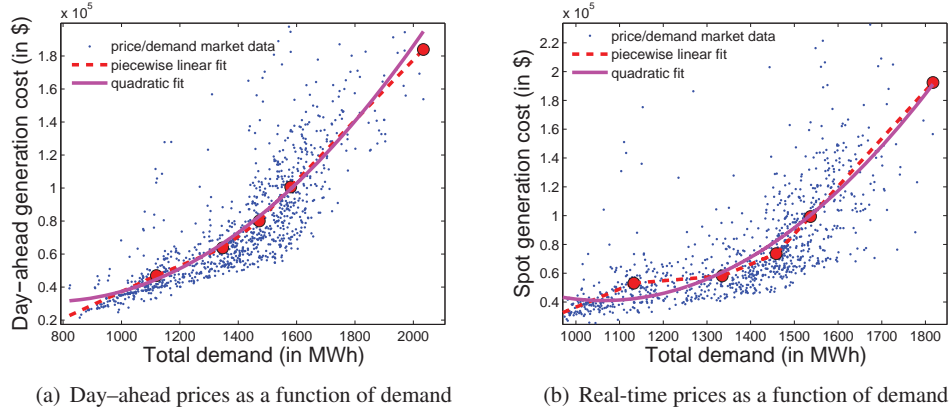 x 10⁵
1.8
1.6
1.4
1.2
1
0.8
0.6
0.4
0.2
Day−ahead generation cost (in $)
price/demand market data
piecewise linear fit
quadratic fit
800 1000 1200 1400 1600 1800 2000
Total demand (in MWh)
(a) Day–ahead prices as a function of demand
x 10⁵
2.2
2
1.8
1.6
1.4
1.2
1
0.8
0.6
0.4
Spot generation cost (in $)
price/demand market data
piecewise linear fit
quadratic fit
1000 1100 1200 1300 1400 1500 1600 1700 1800
Total demand (in MWh)
(b) Real-time prices as a function of demand